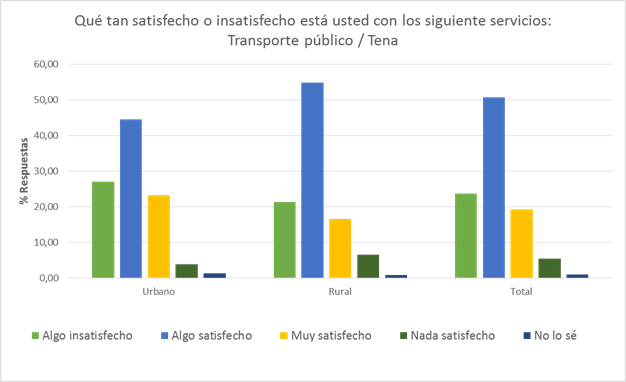 Qué tan satisfecho o insatisfecho está usted con los siguiente servicios:
Transporte público / Tena
60,00
50,00
40,00
30,00
20,00
10,00
0,00
% Respuestas
Urbano Rural Total
Algo insatisfecho Algo satisfecho Muy satisfecho Nada satisfecho No lo sé